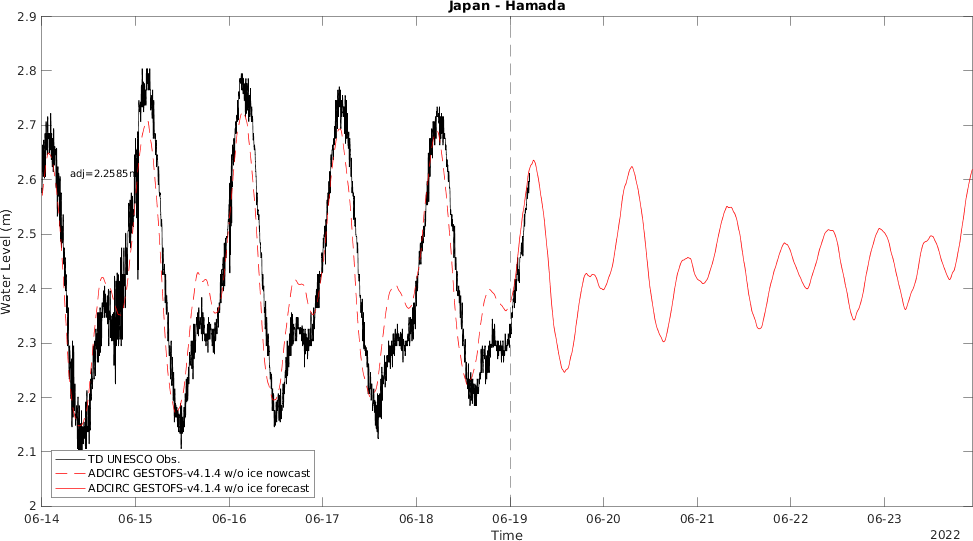 Japan - Hamada
2.9
2.8
2.7
2.6
2.5
2.4
2.3
2.2
2.1
2
Water Level (m)
adj=2.2585m
TD UNESCO Obs.
ADCIRC GESTOFS-v4.1.4 w/o ice nowcast
ADCIRC GESTOFS-v4.1.4 w/o ice forecast
06-14 06-15 06-16 06-17 06-18 06-19 06-20 06-21 06-22 06-23
Time
2022